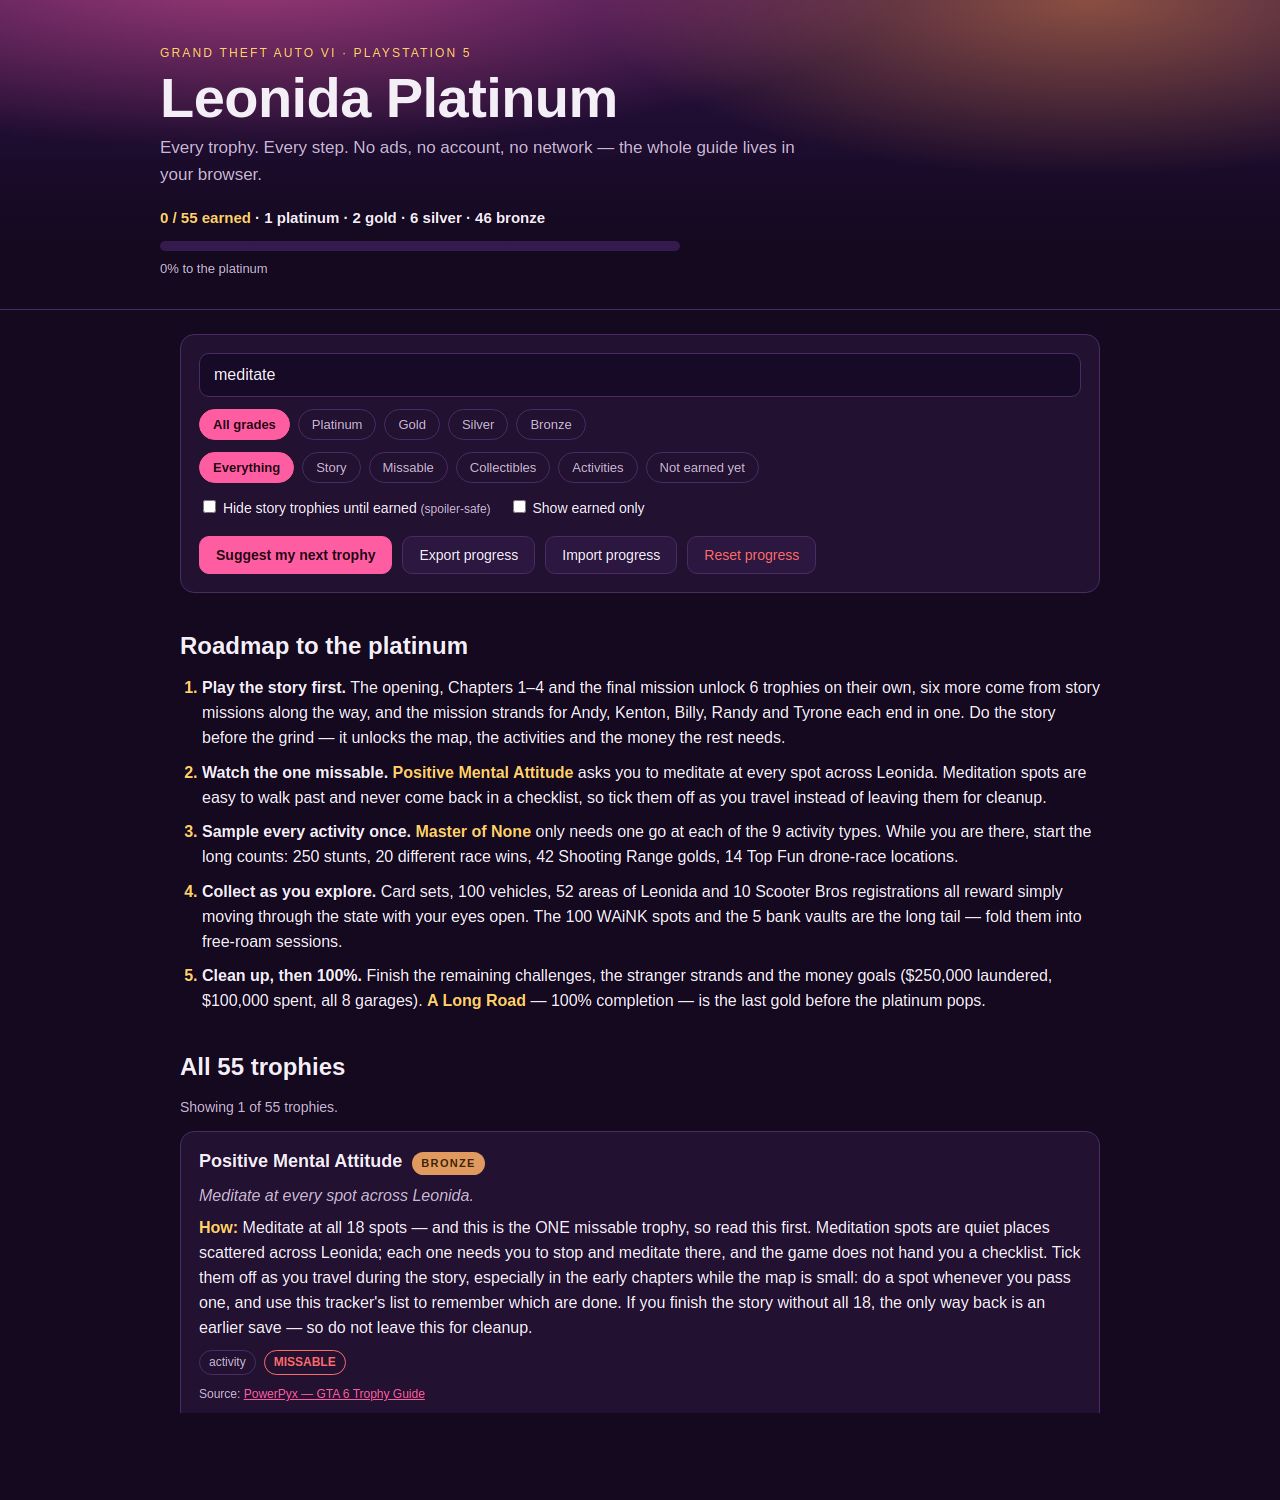 GRAND THEFT AUTO VI · PLAYSTATION 5
Leonida Platinum
Every trophy. Every step. No ads, no account, no network — the whole guide lives in
your browser.
0 / 55 earned · 1 platinum · 2 gold · 6 silver · 46 bronze
0% to the platinum
meditate
All grades Platinum Gold Silver Bronze
Everything Story Missable Collectibles Activities Not earned yet
Hide story trophies until earned (spoiler-safe) Show earned only
Suggest my next trophy Export progress Import progress Reset progress
Roadmap to the platinum
1. Play the story first. The opening, Chapters 1–4 and the final mission unlock 6 trophies on their own, six more come from story
missions along the way, and the mission strands for Andy, Kenton, Billy, Randy and Tyrone each end in one. Do the story
before the grind — it unlocks the map, the activities and the money the rest needs.
2. Watch the one missable. Positive Mental Attitude asks you to meditate at every spot across Leonida. Meditation spots are
easy to walk past and never come back in a checklist, so tick them off as you travel instead of leaving them for cleanup.
3. Sample every activity once. Master of None only needs one go at each of the 9 activity types. While you are there, start the
long counts: 250 stunts, 20 different race wins, 42 Shooting Range golds, 14 Top Fun drone-race locations.
4. Collect as you explore. Card sets, 100 vehicles, 52 areas of Leonida and 10 Scooter Bros registrations all reward simply
moving through the state with your eyes open. The 100 WAiNK spots and the 5 bank vaults are the long tail — fold them into
free-roam sessions.
5. Clean up, then 100%. Finish the remaining challenges, the stranger strands and the money goals ($250,000 laundered,
$100,000 spent, all 8 garages). A Long Road — 100% completion — is the last gold before the platinum pops.
All 55 trophies
Showing 1 of 55 trophies.
Positive Mental Attitude BRONZE
Meditate at every spot across Leonida.
How: Meditate at all 18 spots — and this is the ONE missable trophy, so read this first. Meditation spots are quiet places
scattered across Leonida; each one needs you to stop and meditate there, and the game does not hand you a checklist. Tick
them off as you travel during the story, especially in the early chapters while the map is small: do a spot whenever you pass
one, and use this tracker's list to remember which are done. If you finish the story without all 18, the only way back is an
earlier save — so do not leave this for cleanup.
activity MISSABLE
Source: PowerPyx — GTA 6 Trophy Guide